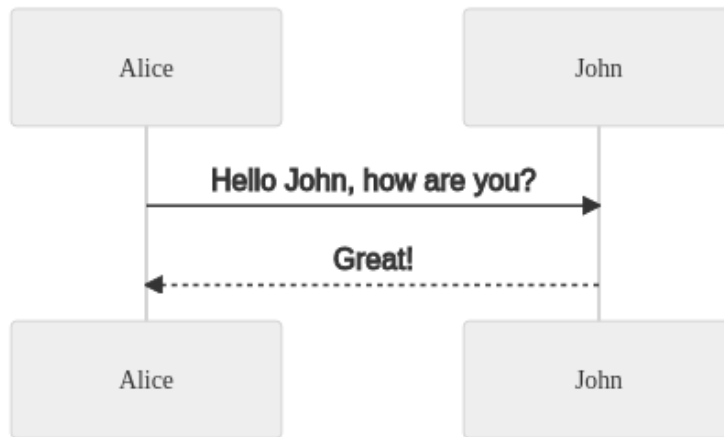 Alice
John
Hello John, how are you?
Great!
Alice
John